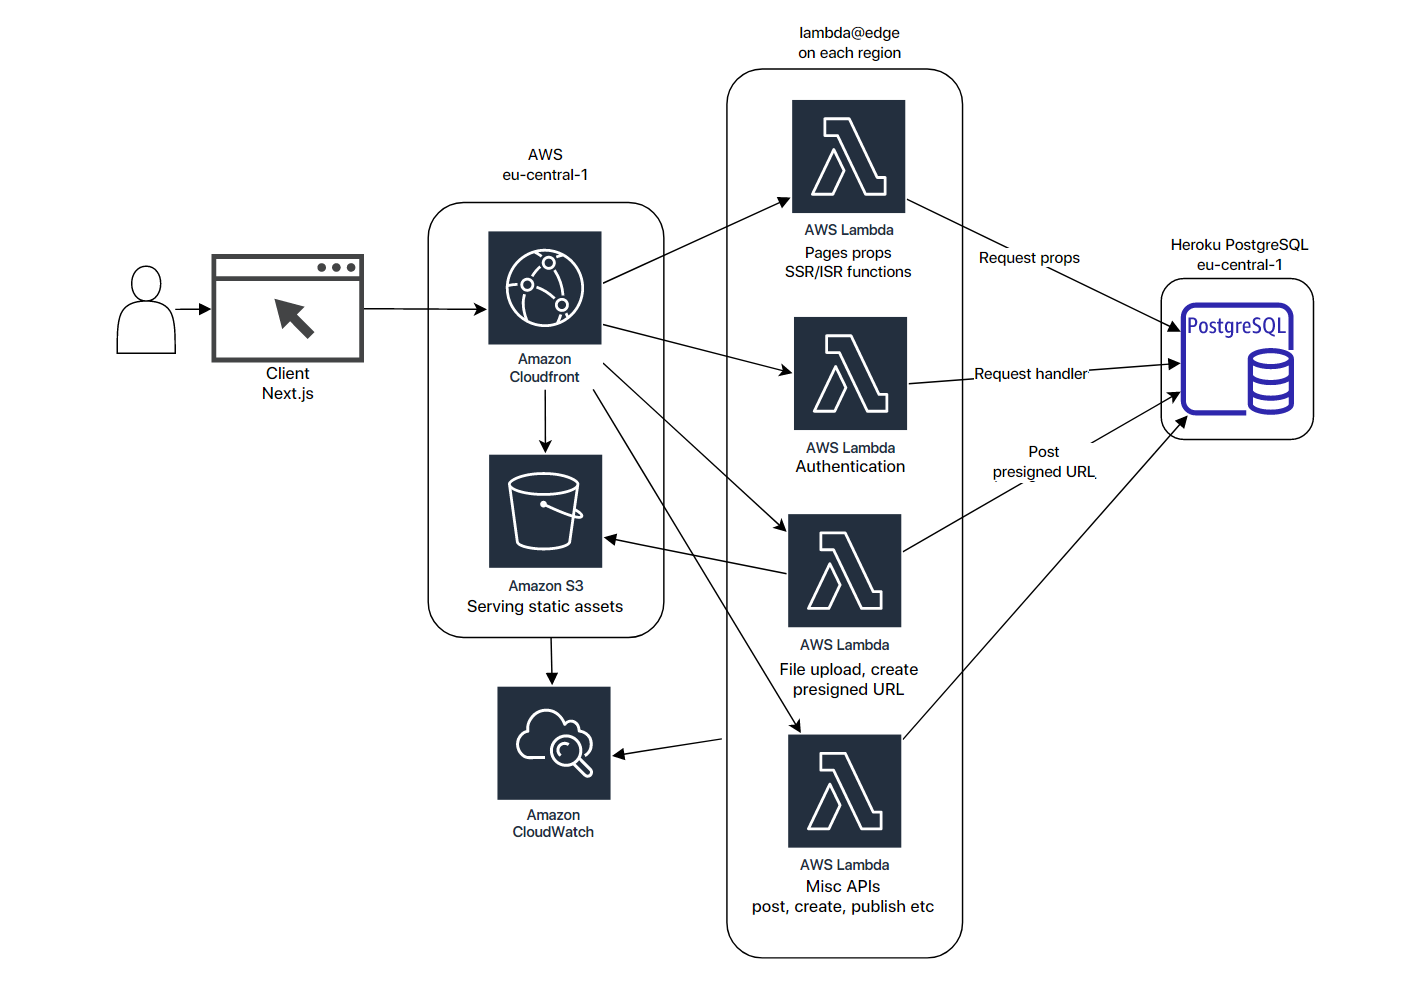 lambda@edge
on each region
AWS
eu-central-1
AWS Lambda
Pages props
SSR/ISR functions
Request props
Heroku PostgreSQL
eu-central-1
PostgreSQL
Client
Next.js
Amazon
Cloudfront
AWS Lambda
Authentication
Request handler
Post
presigned URL
Amazon S3
Serving static assets
AWS Lambda
File upload, create
presigned URL
Amazon
CloudWatch
AWS Lambda
Misc APIs
post, create, publish etc